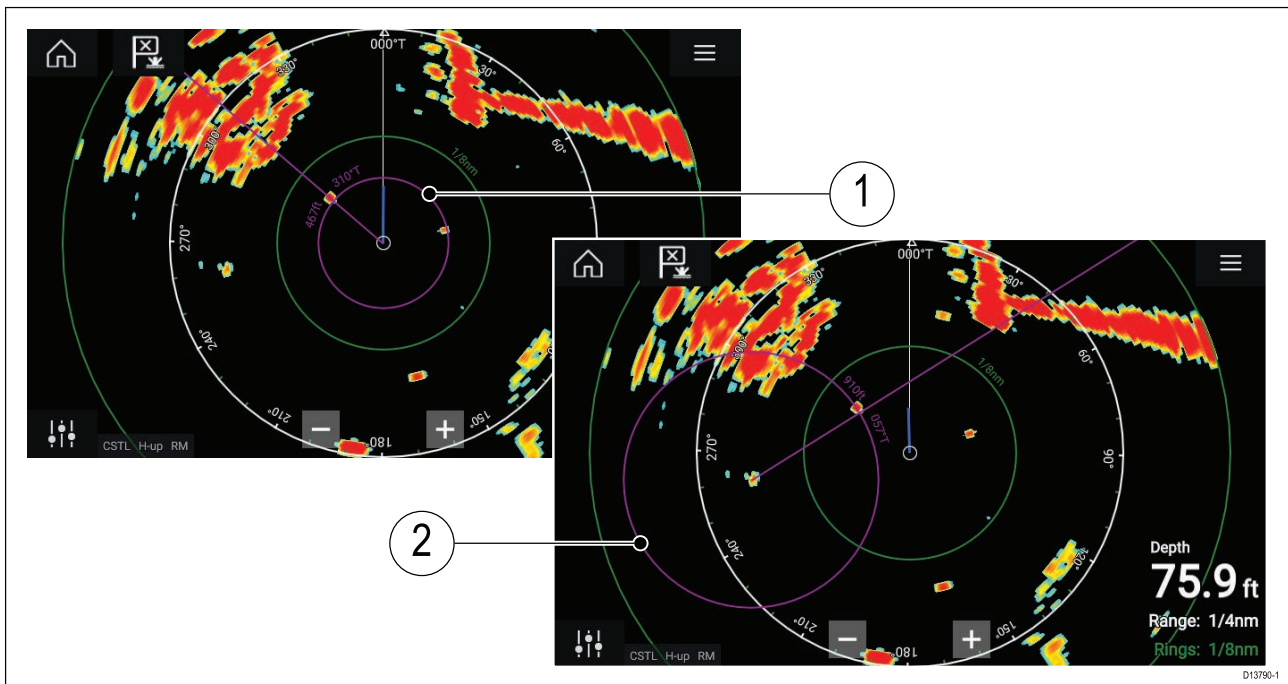 000°T
330°
30°
300°
60°
1/8nm
310°T
467ft
270°
240°
210°
180°
150°
CSTL H-up RM
1
000°T
330°
30°
300°
60°
1/8nm
910ft
057°T
270°
90°
240°
120°
210°
180°
150°
CSTL H-up RM
Depth
75.9 ft
Range: 1/4nm
Rings: 1/8nm
2
D13790-1